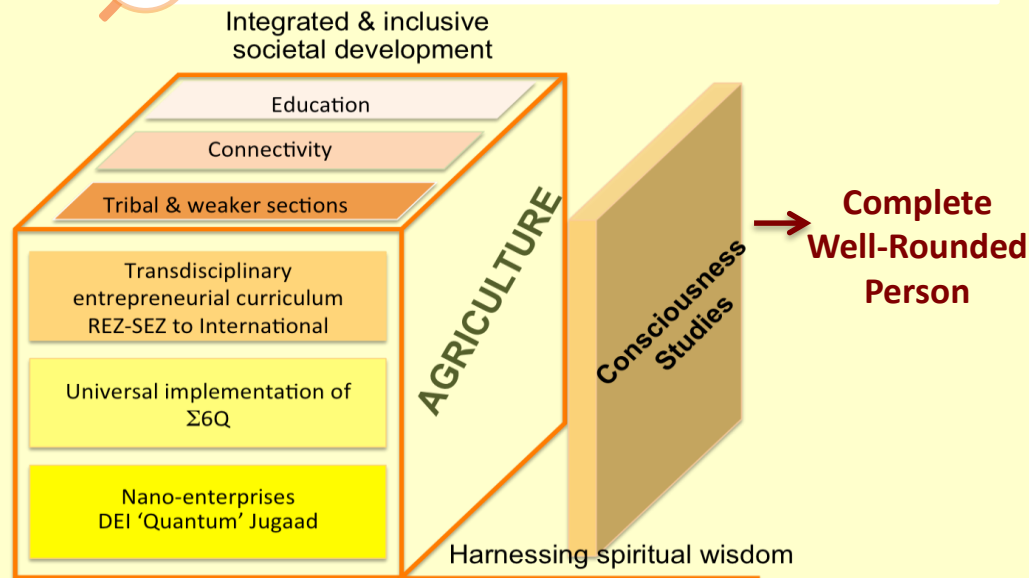 Integrated & inclusive
societal development
Education
Connectivity
Tribal & weaker sections
Transdisciplinary
entrepreneurial curriculum
REZ-SEZ to International
Universal implementation of
Σ6Q
Nano-enterprises
DEI ‘Quantum’ Jugaad
AGRICULTURE
Consciousness
Studies
Complete
Well-Rounded
Person
Harnessing spiritual wisdom